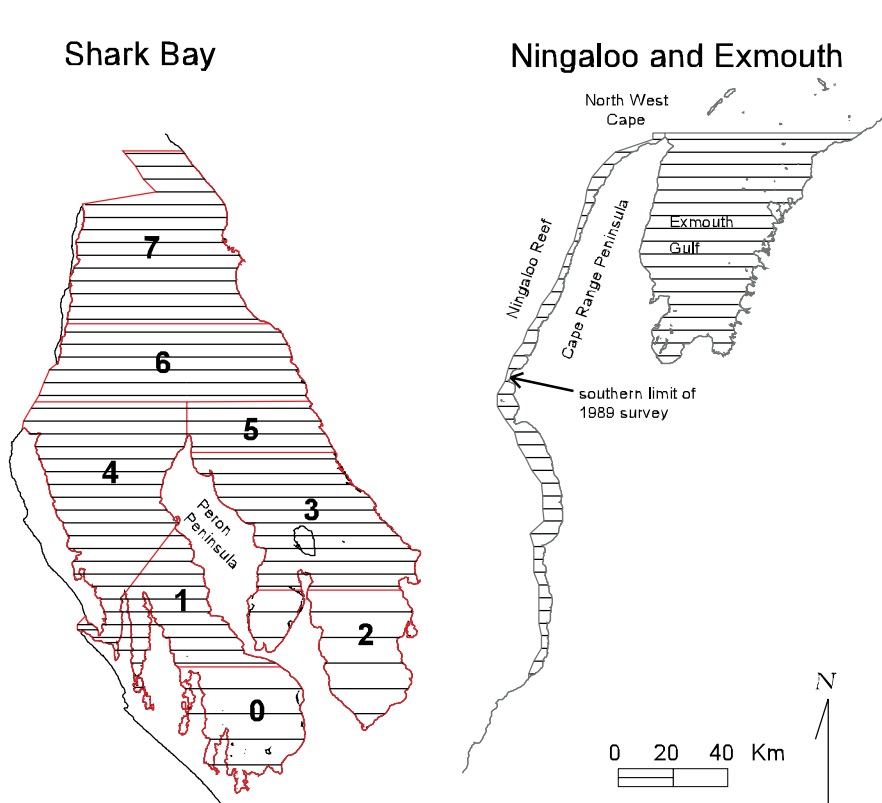 Shark Bay
Ningaloo and Exmouth
North West
Cape
7
6
5
4
3
1
2
0
Peron
Peninsula
Ningaloo Reef
Cape Range Peninsula
Exmouth
Gulf
southern limit of
1989 survey
N
0 20 40 Km